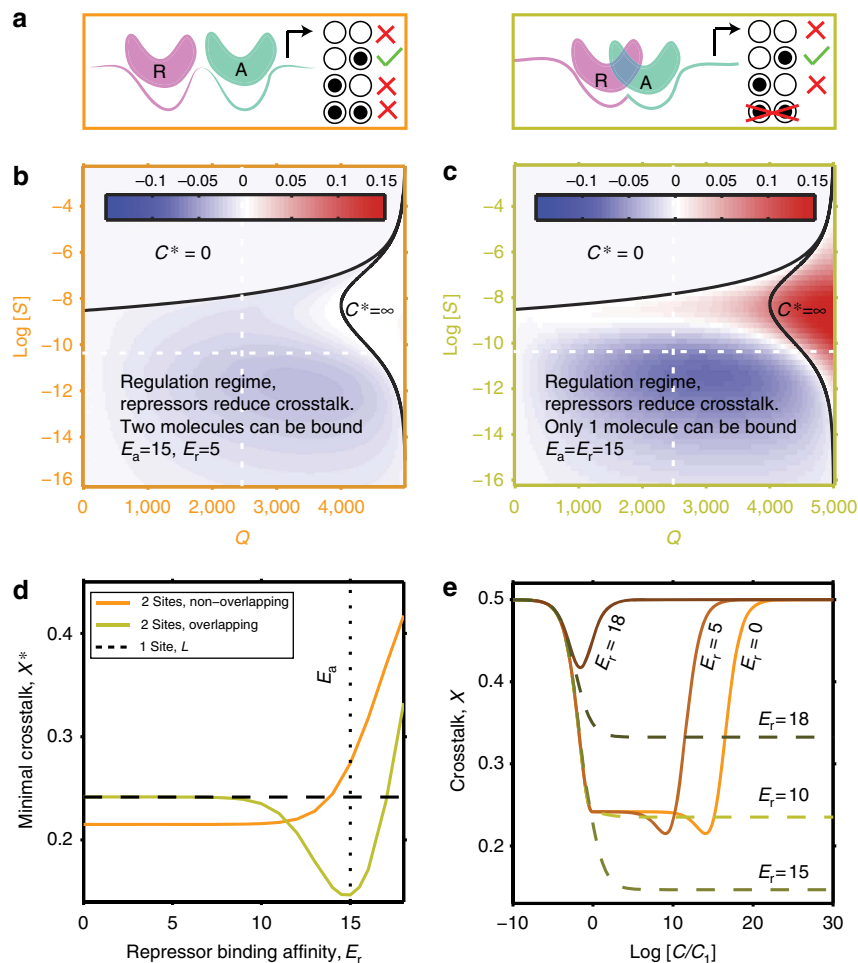 a
R
A
R
A
b
−0.1 −0.05 0 0.05 0.1 0.15
Log [S]
−4
−6
−8
−10
−12
−14
−16
C* = 0
C*=∞
Regulation regime,
repressors reduce crosstalk.
Two molecules can be bound
Ea=15, Er=5
0 1,000 2,000 3,000 4,000
Q
c
−0.1 −0.05 0 0.05 0.10 0.15
Log [S]
−4
−6
−8
−10
−12
−14
−16
C* = 0
C*=∞
Regulation regime,
repressors reduce crosstalk.
Only 1 molecule can be bound
Ea=Er=15
0 1,000 2,000 3,000 4,000 5,000
Q
d
Minimal crosstalk, X*
0.4
0.3
0.2
2 Sites, non−overlapping
2 Sites, overlapping
1 Site, L
Ea
0 5 10 15
Repressor binding affinity, Er
e
Crosstalk, X
0.5
0.4
0.3
0.2
Er= 18
Er= 5
Er= 0
Er=18
Er=10
Er=15
−10 0 10 20 30
Log [C/C1]